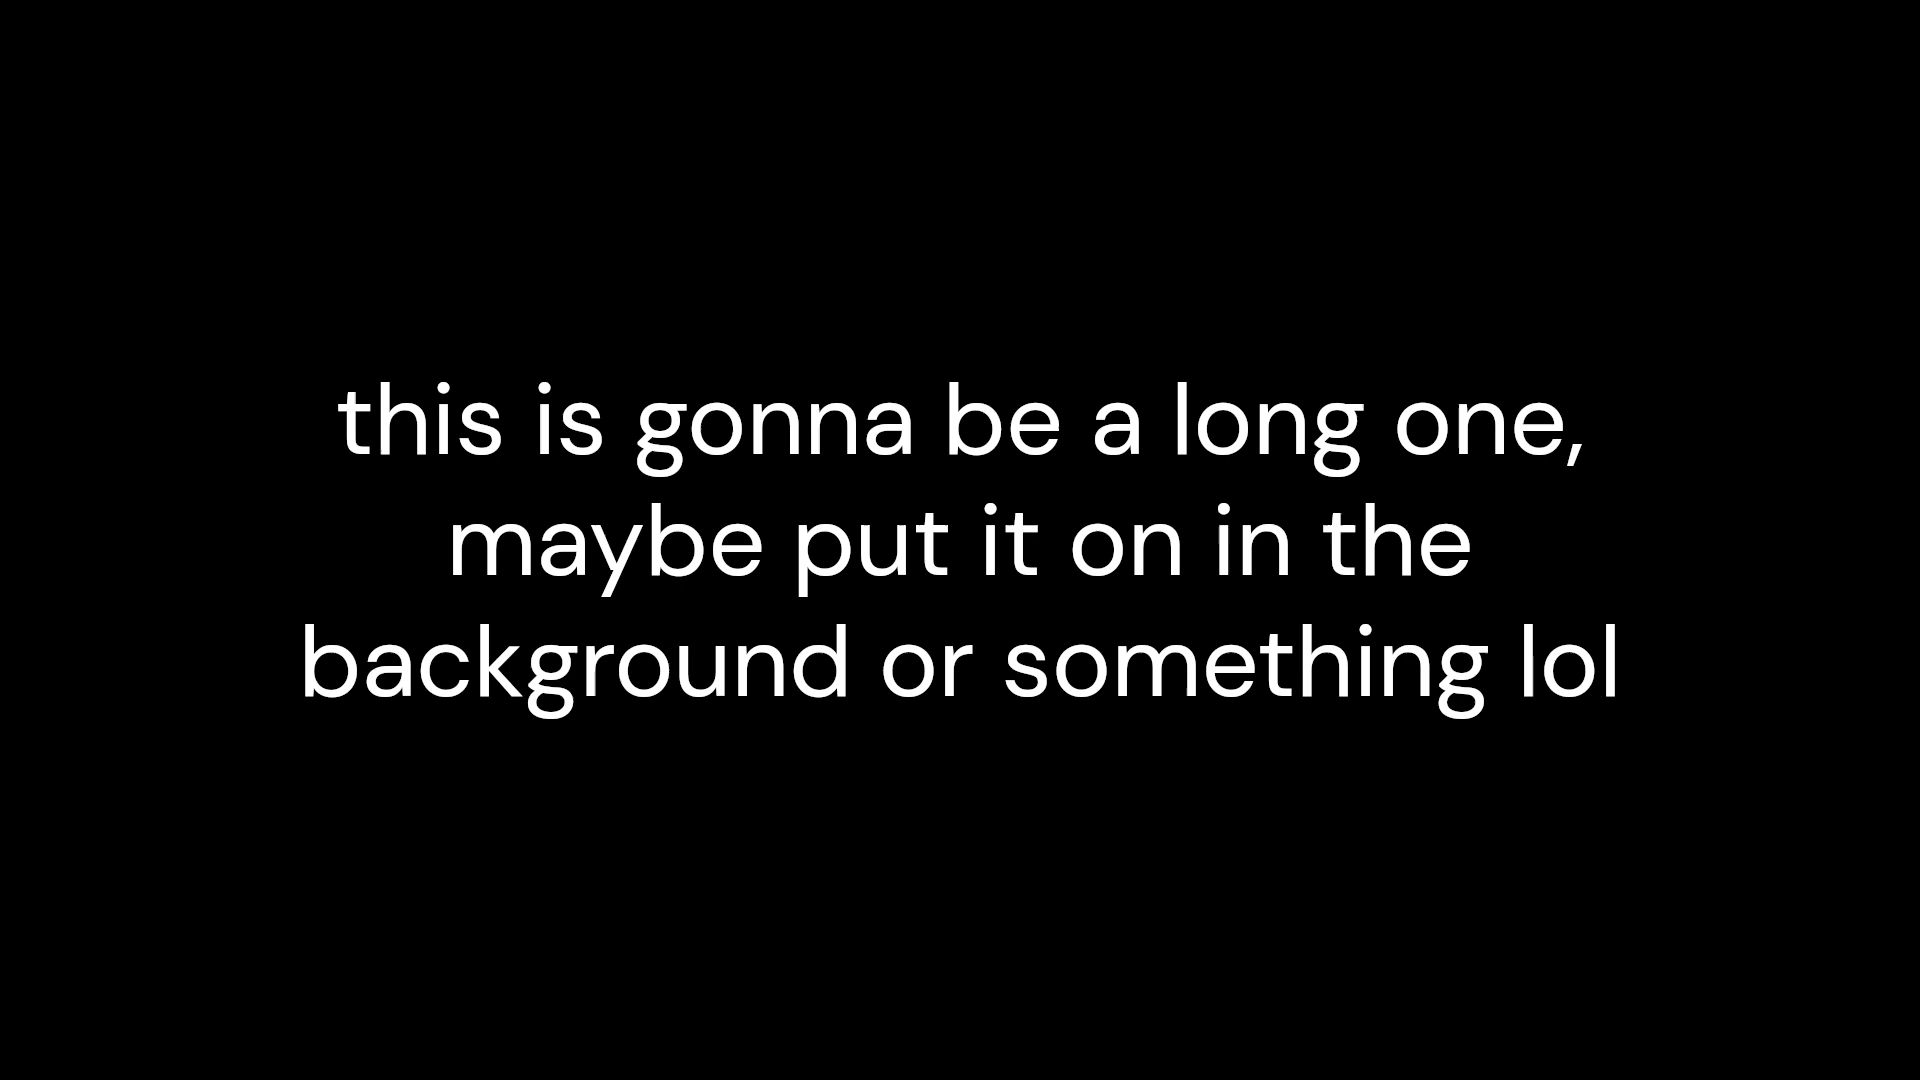 this is gonna be a long one,
maybe put it on in the
background or something lol